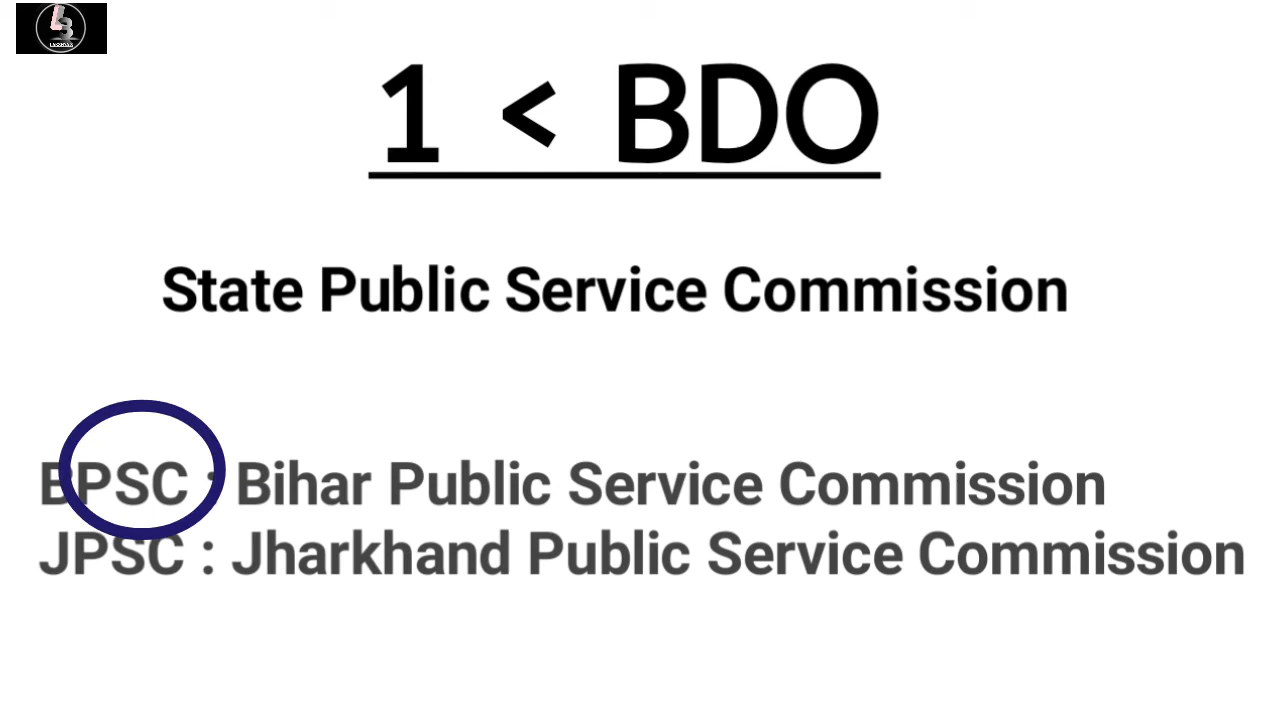 1 < BDO
State Public Service Commission
BPSC : Bihar Public Service Commission
JPSC : Jharkhand Public Service Commission